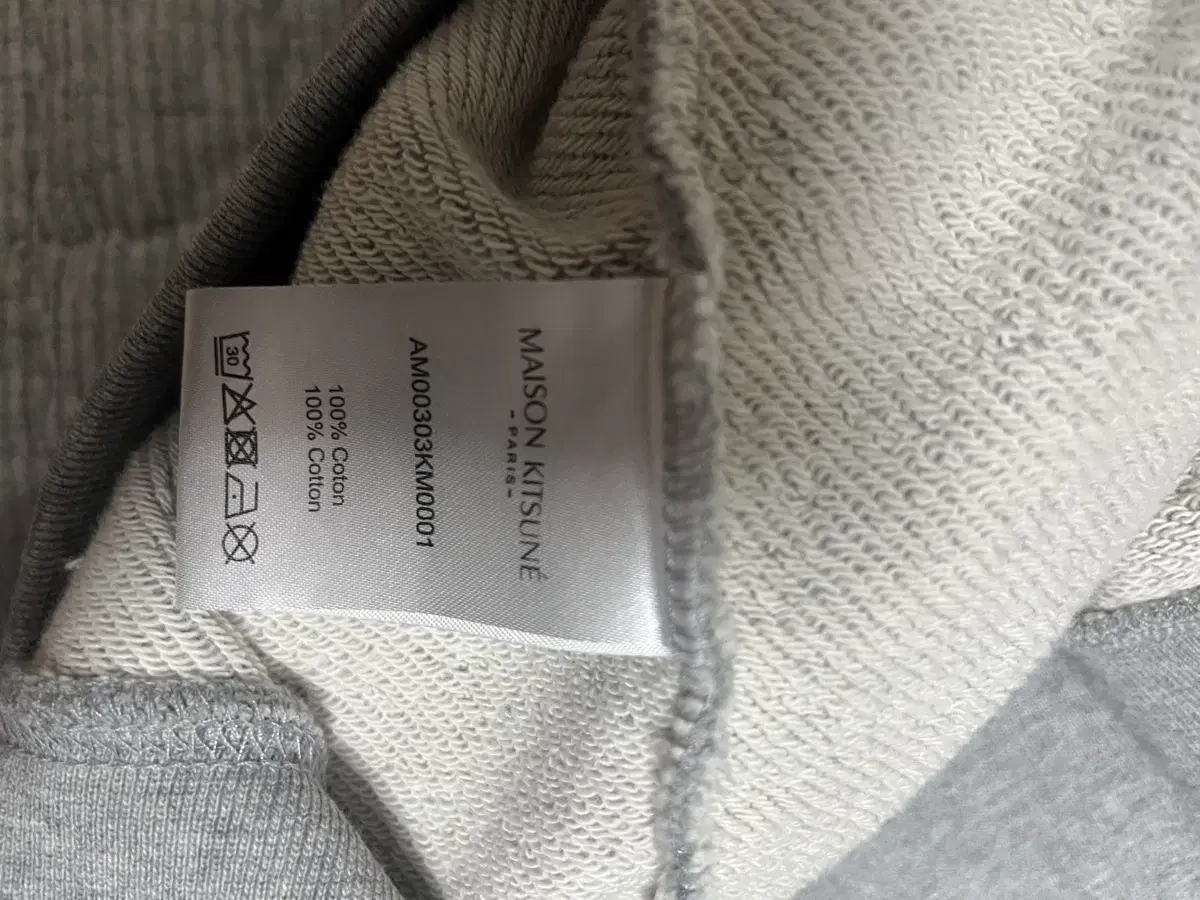 MAISON KITSUNÉ
-PARIS-
AM00303KM0001
100% Coton
100% Cotton
30